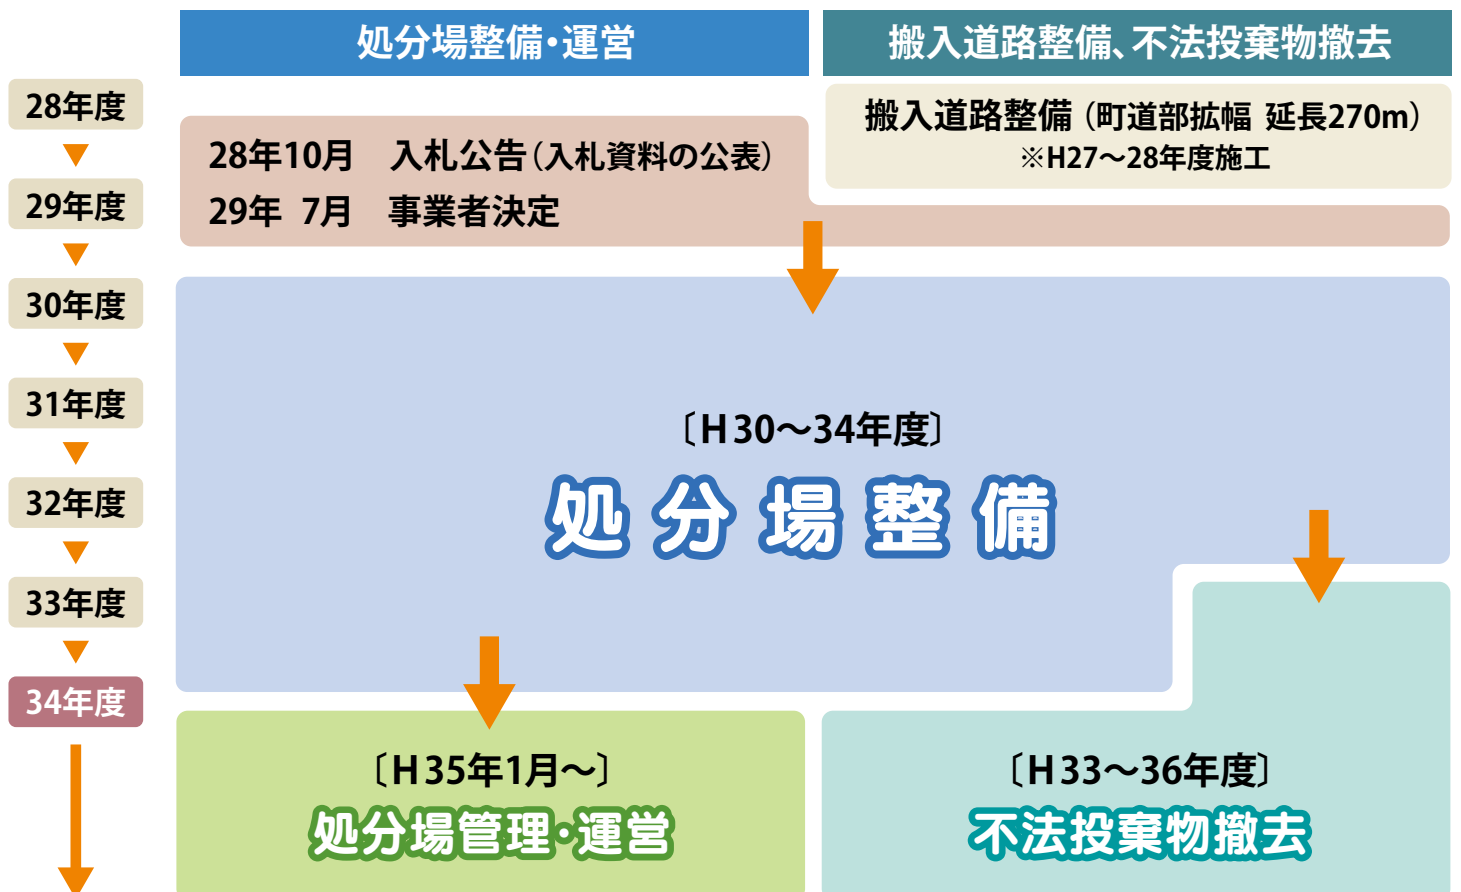 処分場整備・運営
搬入道路整備、不法投棄物撤去
28年度
29年度
30年度
31年度
32年度
33年度
34年度
28年10月　入札公告（入札資料の公表）
29年 7月　事業者決定
搬入道路整備（町道部拡幅 延長270m）
※H27～28年度施工
〔H30～34年度〕
処分場整備
〔H35年1月～〕
処分場管理・運営
〔H33～36年度〕
不法投棄物撤去